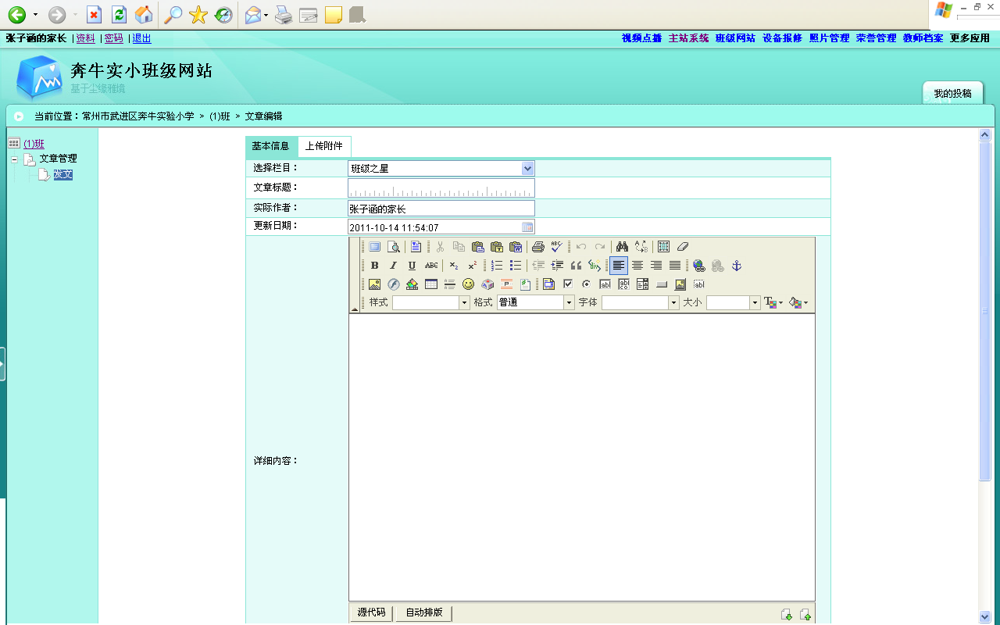 张子涵的家长 | 资料 | 密码 | 退出
视频点播 主站系统 班级网站 设备报修 照片管理 荣誉管理 教师档案 更多应用
奔牛实小班级网站
基于尘缘雅境
我的投稿
当前位置：常州市武进区奔牛实验小学 > (1)班 > 文章编辑
(1)班
文章管理
发文
基本信息 上传附件
选择栏目： 班级之星
文章标题：
实际作者： 张子涵的家长
更新日期： 2011-10-14 11:54:07
样式 格式 普通 字体 大小
详细内容：
源代码 自动排版